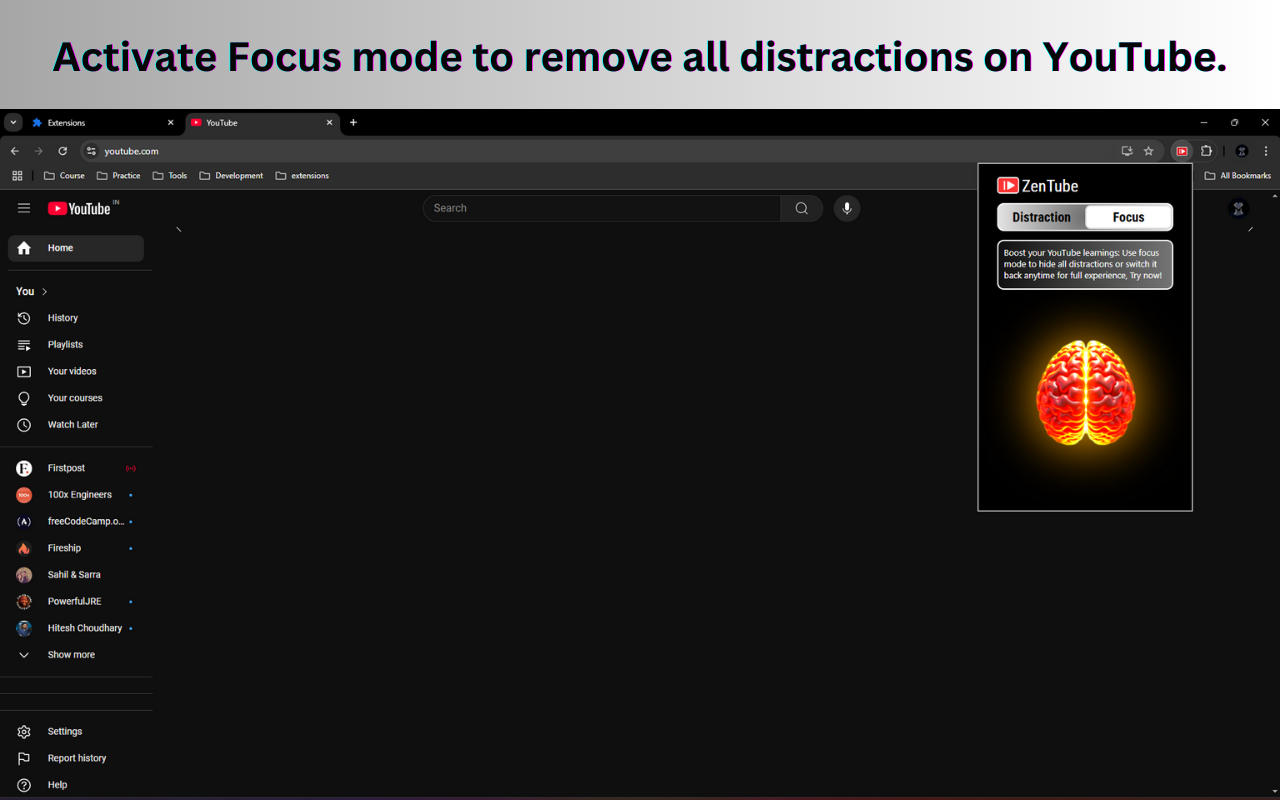 Activate Focus mode to remove all distractions on YouTube.
Extensions
YouTube
youtube.com
Course
Practice
Tools
Development
extensions
All Bookmarks
YouTube IN
Search
ZenTube
Distraction
Focus
Boost your YouTube learnings: Use focus
mode to hide all distractions or switch it
back anytime for full experience, Try now!
Home
You
History
Playlists
Your videos
Your courses
Watch Later
Firstpost
100x Engineers
freeCodeCamp.o...
Fireship
Sahil & Sarra
PowerfulJRE
Hitesh Choudhary
Show more
Settings
Report history
Help